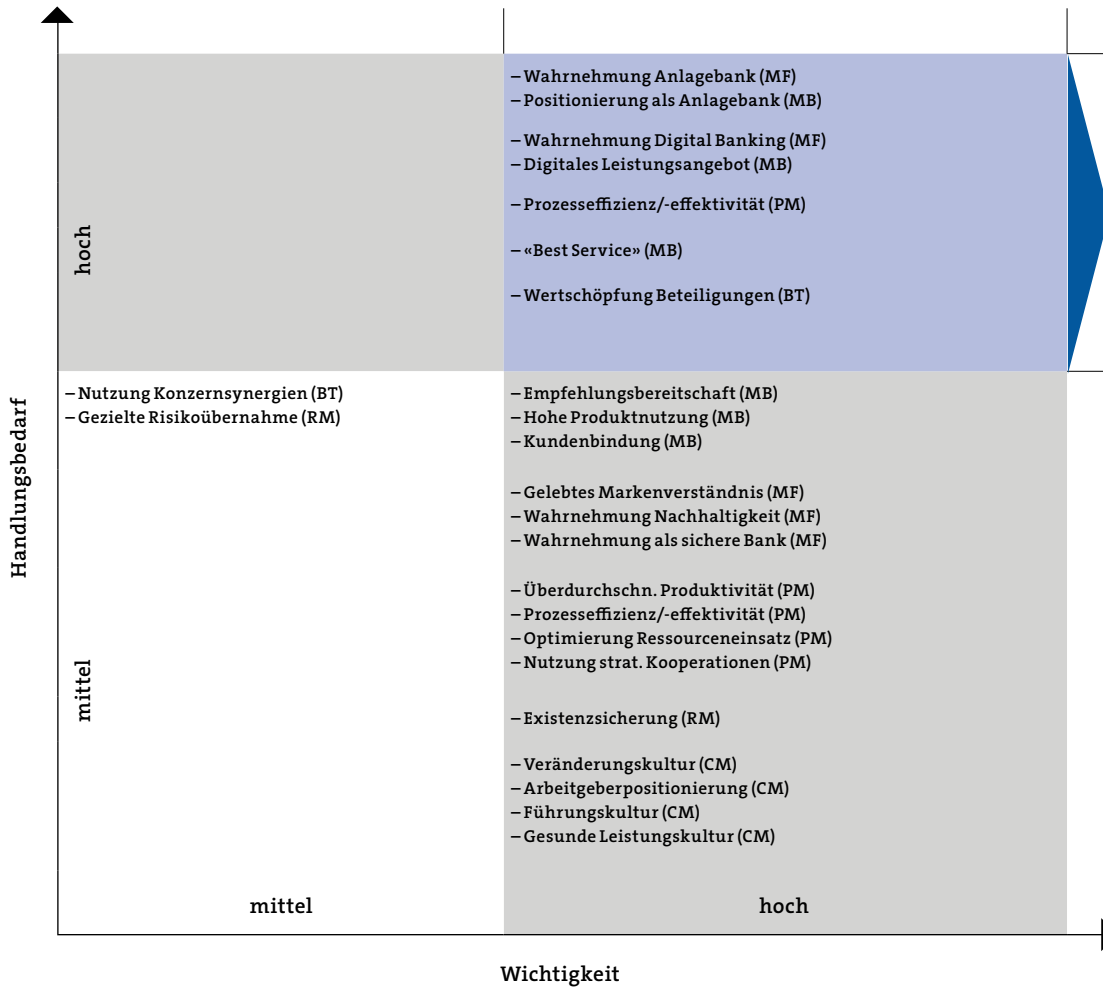 – Wahrnehmung Anlagebank (MF)
– Positionierung als Anlagebank (MB)
– Wahrnehmung Digital Banking (MF)
– Digitales Leistungsangebot (MB)
– Prozesseffizienz/-effektivität (PM)
– «Best Service» (MB)
– Wertschöpfung Beteiligungen (BT)
hoch
– Nutzung Konzernsynergien (BT)
– Gezielte Risikoübernahme (RM)
– Empfehlungsbereitschaft (MB)
– Hohe Produktnutzung (MB)
– Kundenbindung (MB)
– Gelebtes Markenverständnis (MF)
– Wahrnehmung Nachhaltigkeit (MF)
– Wahrnehmung als sichere Bank (MF)
– Überdurchschn. Produktivität (PM)
– Prozesseffizienz/-effektivität (PM)
– Optimierung Ressourceneinsatz (PM)
– Nutzung strat. Kooperationen (PM)
– Existenzsicherung (RM)
– Veränderungskultur (CM)
– Arbeitgeberpositionierung (CM)
– Führungskultur (CM)
– Gesunde Leistungskultur (CM)
Handlungsbedarf
mittel
mittel
hoch
Wichtigkeit